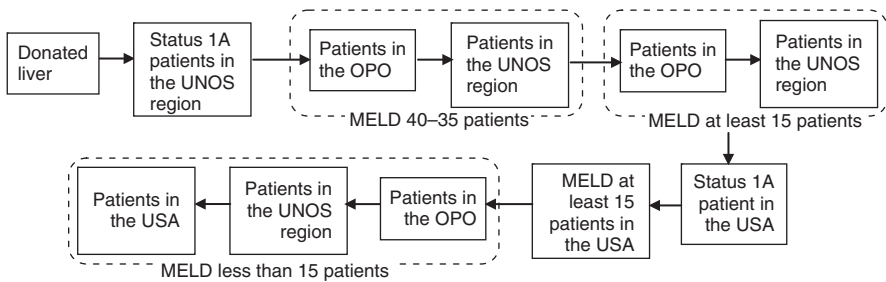 Donated
liver
Status 1A
patients in
the UNOS
region
Patients in
the OPO
Patients in
the UNOS
region
MELD 40–35 patients
Patients in
the OPO
Patients in
the UNOS
region
MELD at least 15 patients
Status 1A
patient in
the USA
MELD at
least 15
patients in
the USA
Patients in
the OPO
Patients in
the UNOS
region
Patients in
the USA
MELD less than 15 patients